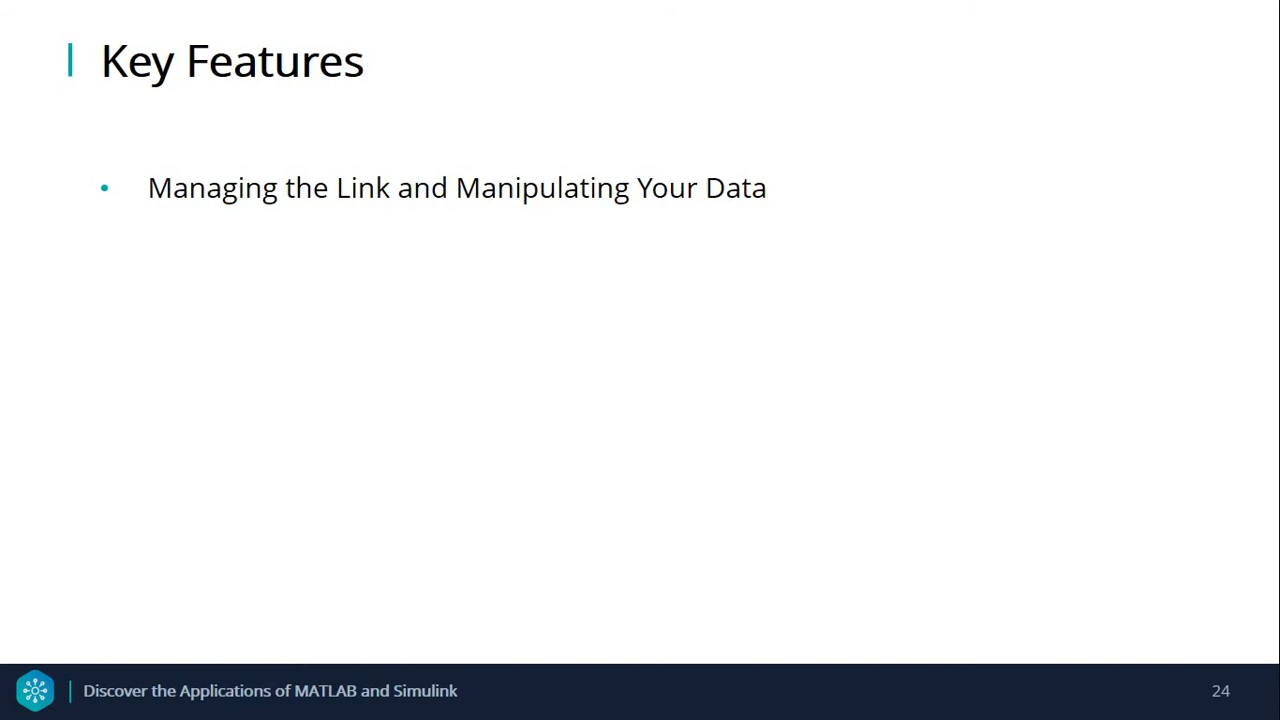 Key Features
• Managing the Link and Manipulating Your Data
Discover the Applications of MATLAB and Simulink
24